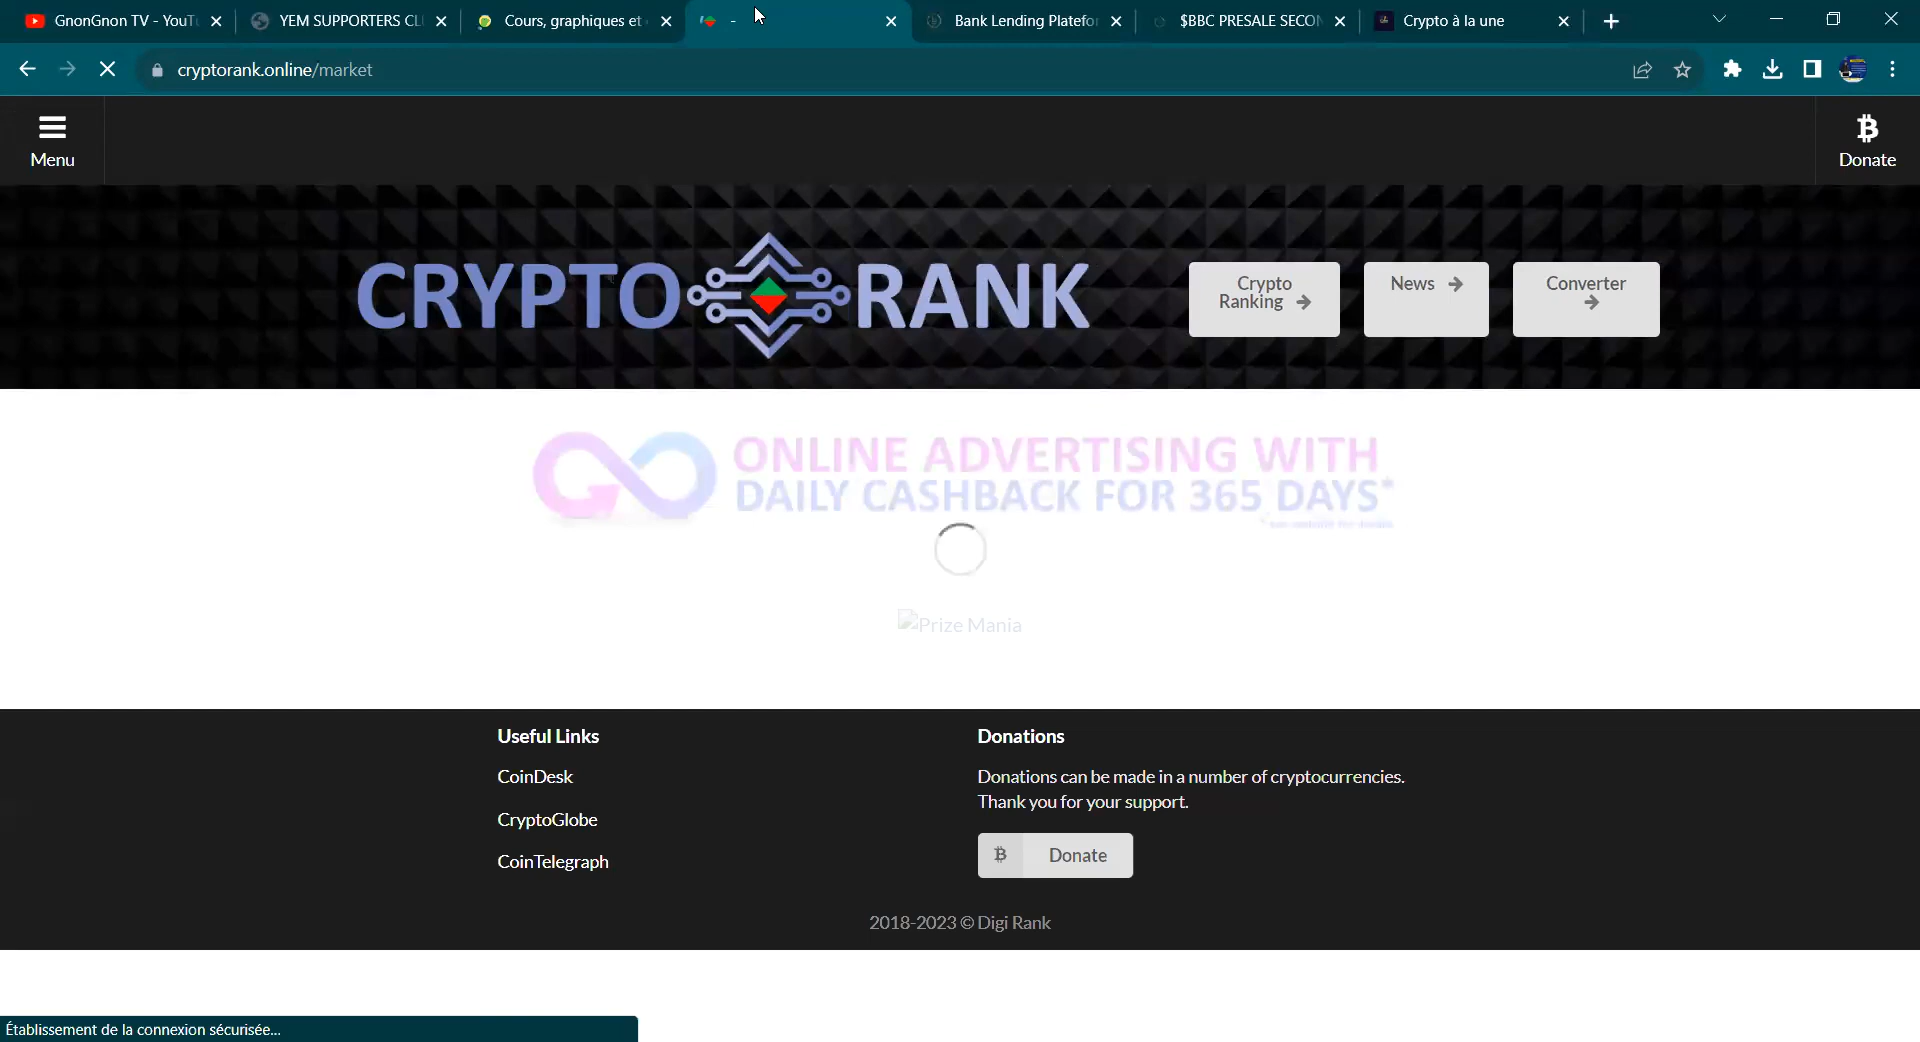 GnonGnon TV - YouTu
YEM SUPPORTERS CL
Cours, graphiques et
-
Bank Lending Platefo
$BBC PRESALE SECON
Crypto à la une
cryptorank.online/market
Menu
Donate
CRYPTO RANK
Crypto
Ranking
News
Converter
ONLINE ADVERTISING WITH
DAILY CASHBACK FOR 365 DAYS*
Prize Mania
Useful Links
CoinDesk
CryptoGlobe
CoinTelegraph
Donations
Donations can be made in a number of cryptocurrencies.
Thank you for your support.
Donate
2018-2023 © Digi Rank
Établissement de la connexion sécurisée...